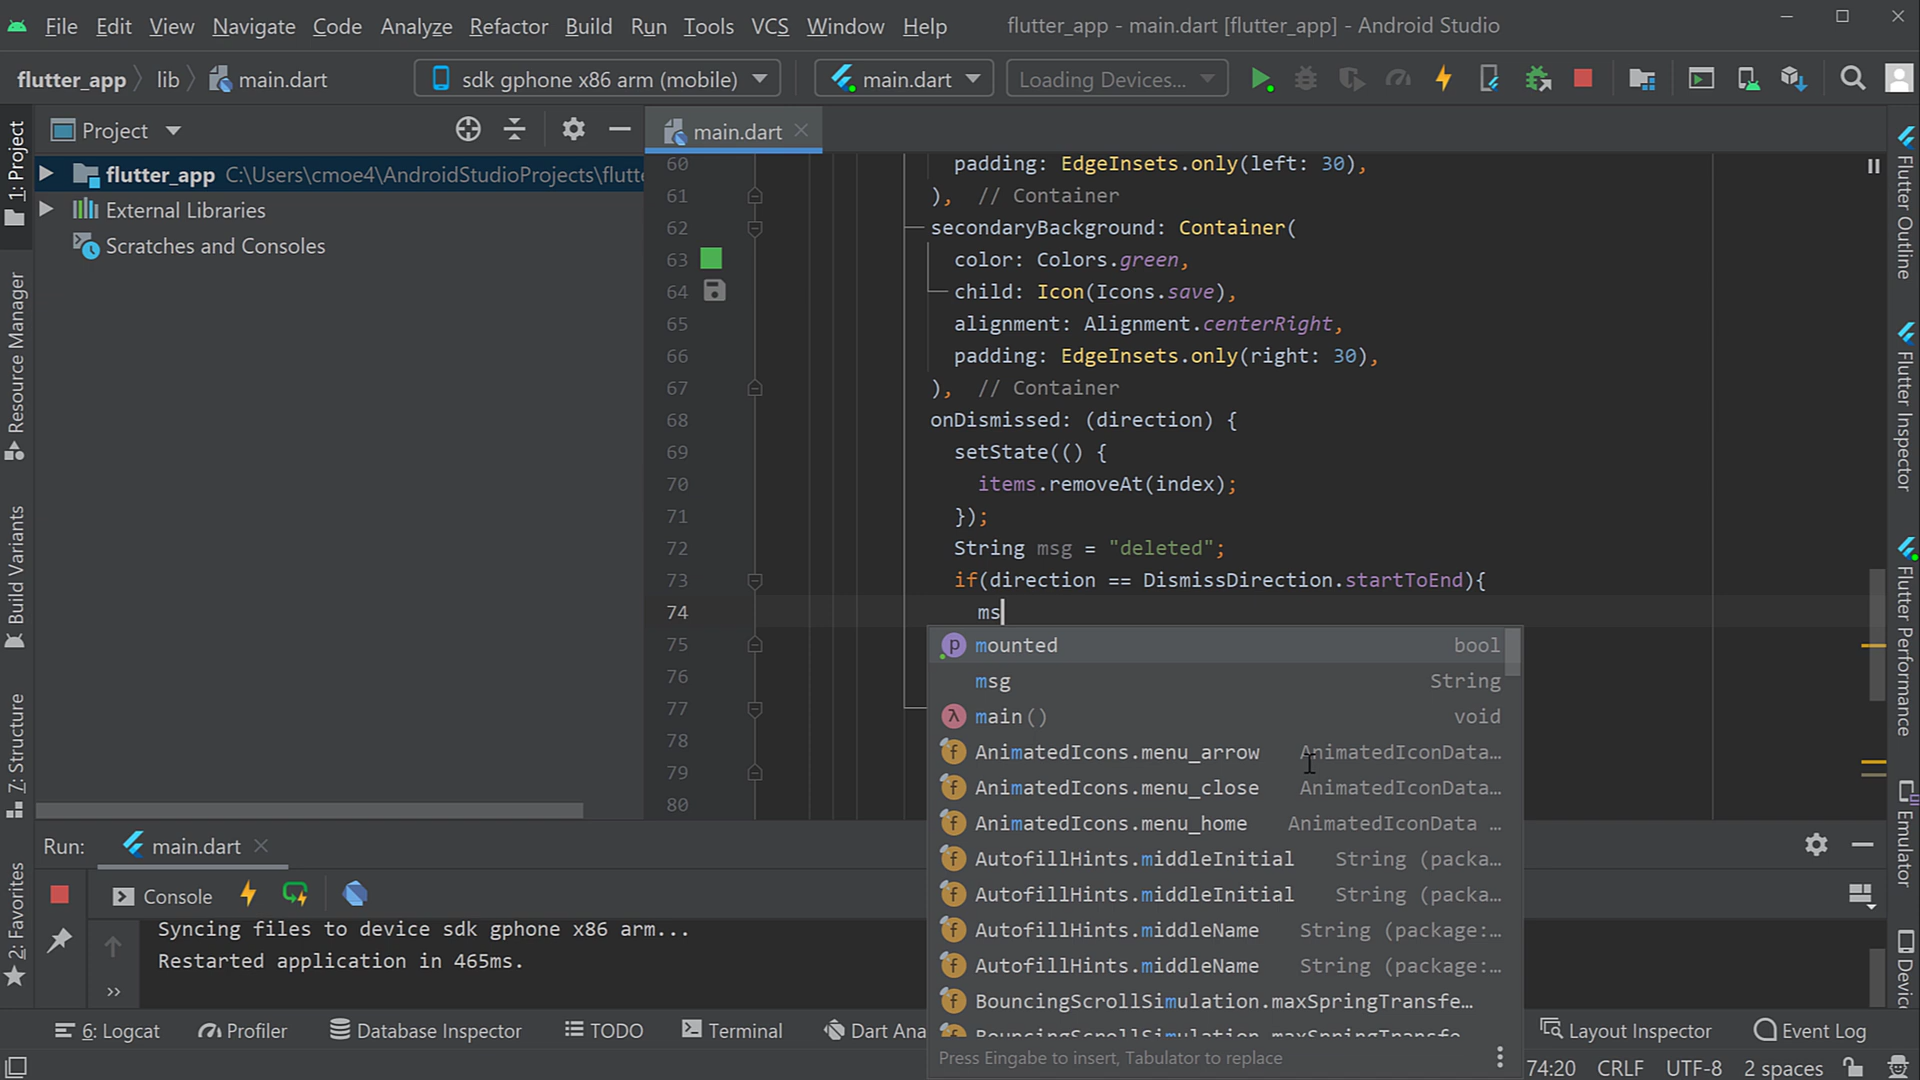 File Edit View Navigate Code Analyze Refactor Build Run Tools VCS Window Help flutter_app - main.dart [flutter_app] - Android Studio
flutter_app lib main.dart sdk gphone x86 arm (mobile) main.dart Loading Devices...
Project main.dart
flutter_app C:\Users\cmoe4\AndroidStudioProjects\flutte
External Libraries
Scratches and Consoles
1: Project
Resource Manager
Build Variants
7: Structure
2: Favorites
60 padding: EdgeInsets.only(left: 30),
61 ), // Container
62 secondaryBackground: Container(
63 color: Colors.green,
64 child: Icon(Icons.save),
65 alignment: Alignment.centerRight,
66 padding: EdgeInsets.only(right: 30),
67 ), // Container
68 onDismissed: (direction) {
69 setState(() {
70 items.removeAt(index);
71 });
72 String msg = "deleted";
73 if(direction == DismissDirection.startToEnd){
74 ms
75
76
77
78
79
80
mounted bool
msg String
main() void
AnimatedIcons.menu_arrow AnimatedIconData...
AnimatedIcons.menu_close AnimatedIconData...
AnimatedIcons.menu_home AnimatedIconData ...
AutofillHints.middleInitial String (packa...
AutofillHints.middleInitial String (packa...
AutofillHints.middleName String (package:...
AutofillHints.middleName String (package:...
BouncingScrollSimulation.maxSpringTransfe...
BouncingScrollSimulation.maxSpringTransfe
Press Eingabe to insert, Tabulator to replace
Flutter Outline
Flutter Inspector
Flutter Performance
Emulator
Run: main.dart
Console
Syncing files to device sdk gphone x86 arm...
Restarted application in 465ms.
6: Logcat Profiler Database Inspector TODO Terminal Dart Ana Layout Inspector Event Log
74:20 CRLF UTF-8 2 spaces